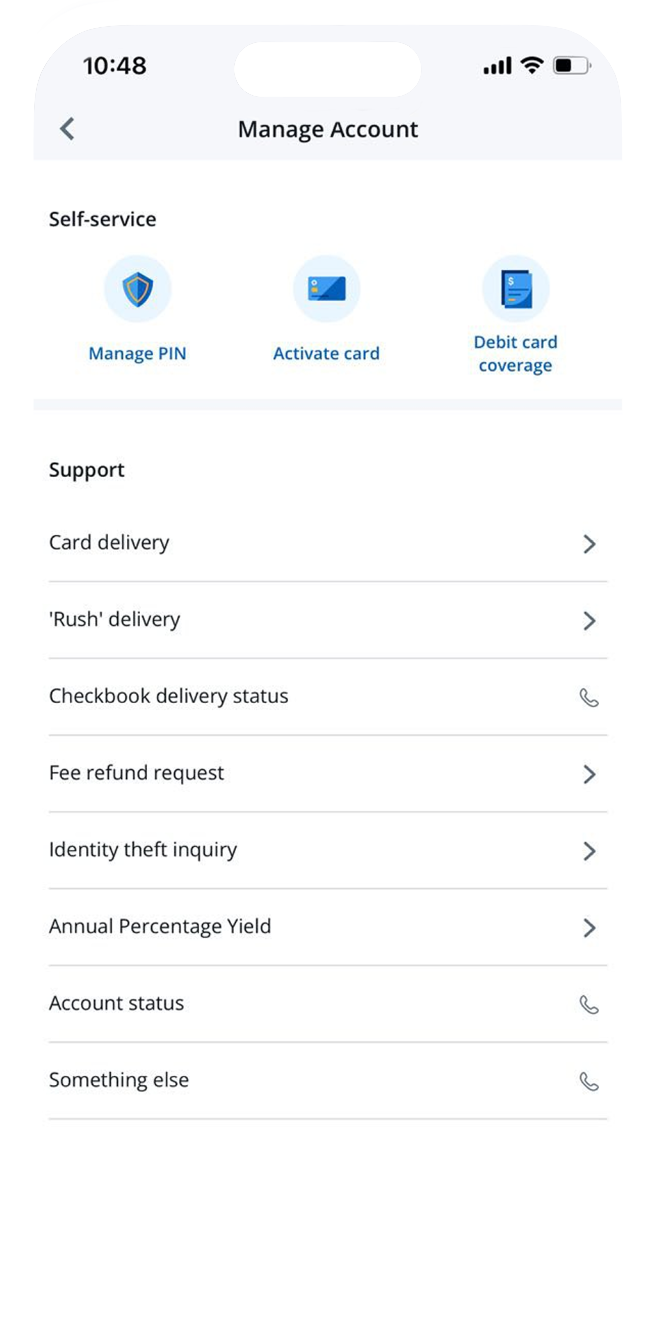 10:48
Manage Account
Self-service
Manage PIN
Activate card
Debit card
coverage
Support
Card delivery
'Rush' delivery
Checkbook delivery status
Fee refund request
Identity theft inquiry
Annual Percentage Yield
Account status
Something else